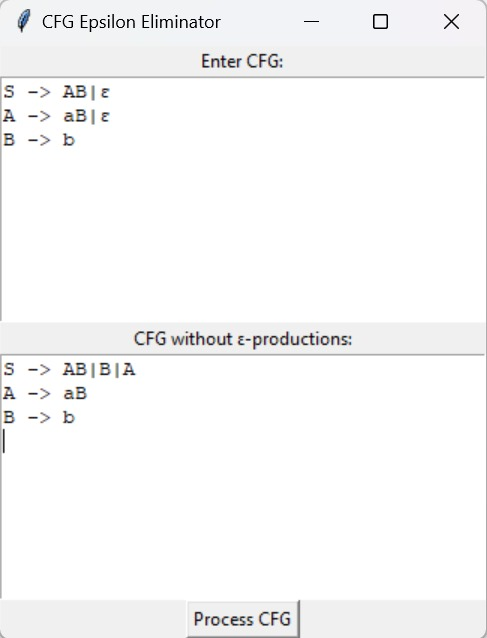 CFG Epsilon Eliminator
Enter CFG:
S -> AB|ε
A -> aB|ε
B -> b
CFG without ε-productions:
S -> AB|B|A
A -> aB
B -> b
Process CFG